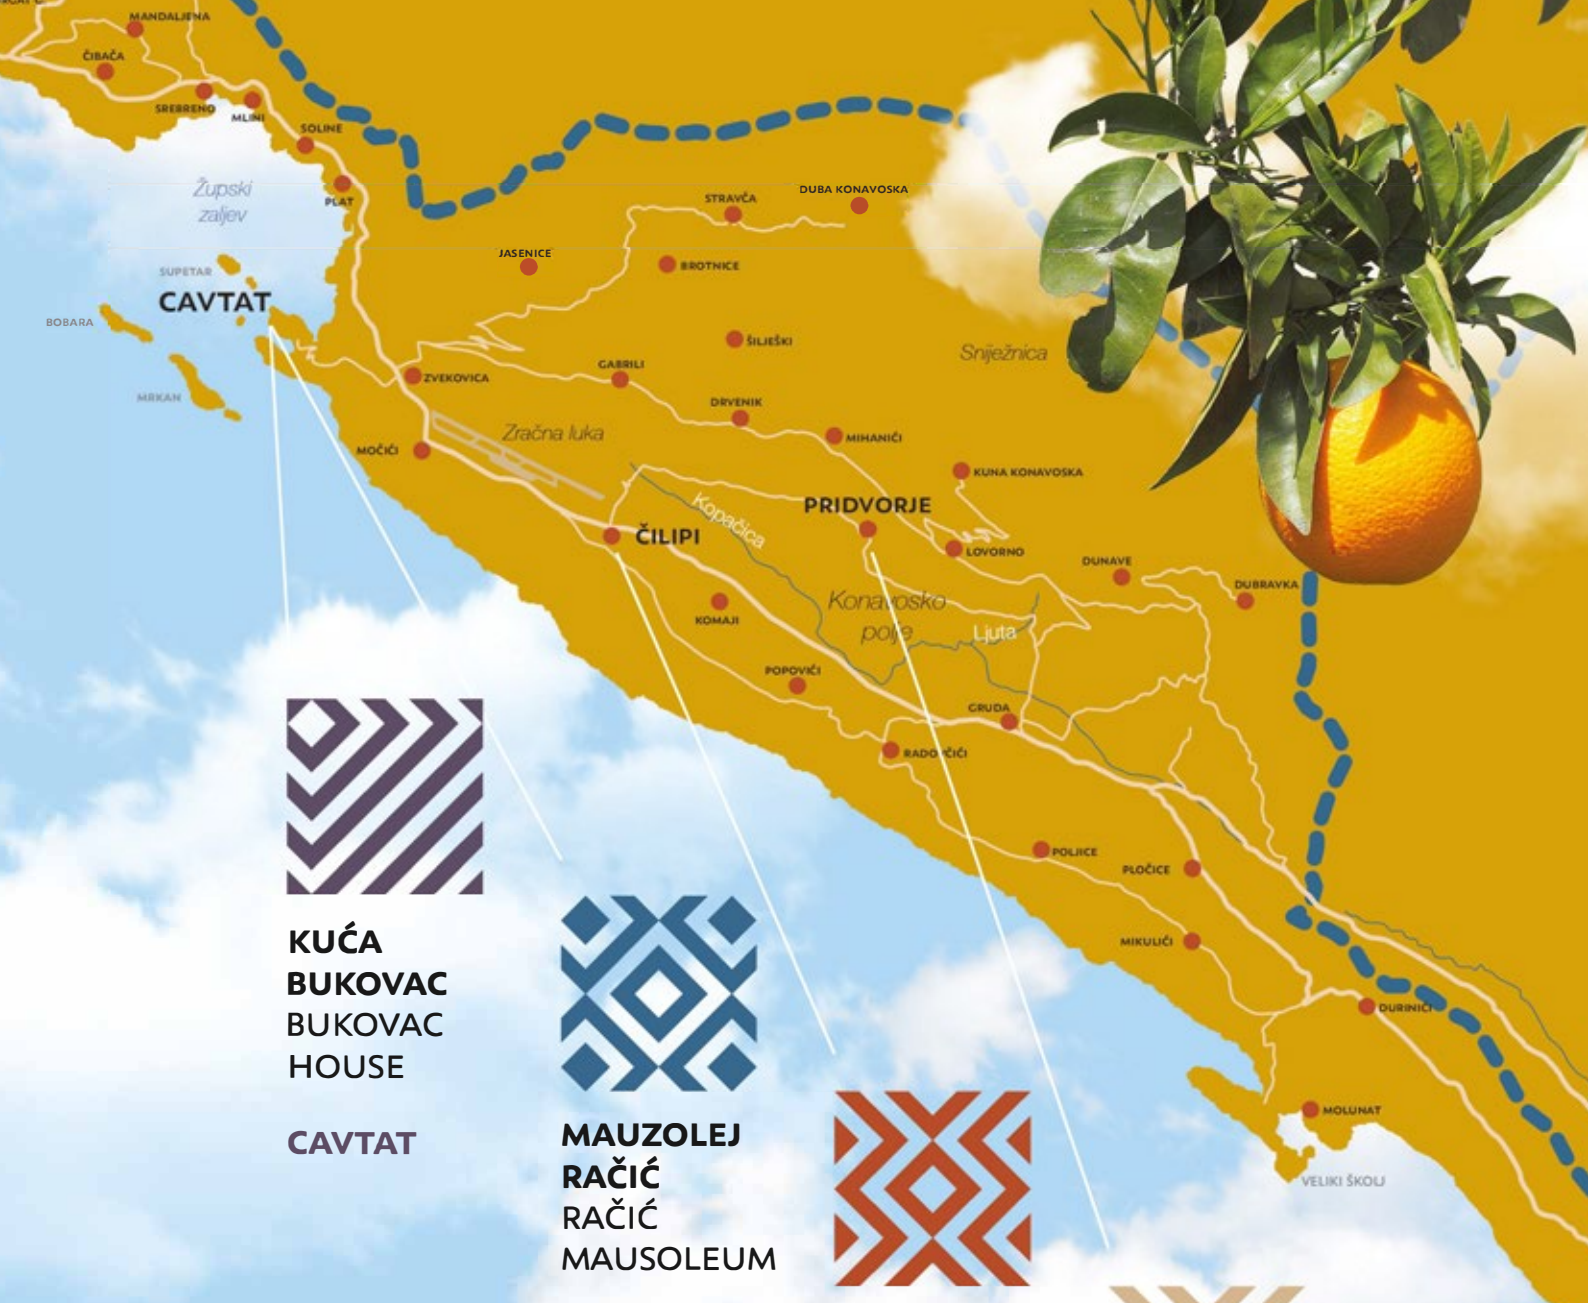 MANDALJENA
ČIBAČA
SREBRENO
MLINI
SOLINE
PLAT
Župski
zaljev
SUPETAR
CAVTAT
BOBARA
MRKAN
STRAVČA
DUBA KONAVOSKA
JASENICE
BROTNICE
ŠILJEŠKI
Sniježnica
ZVEKOVICA
GABRILI
DRVENIK
MIHANIĆI
Zračna luka
MOČIĆI
KUNA KONAVOSKA
PRIDVORJE
Kopačica
ČILIPI
LOVORNO
DUNAVE
DUBRAVKA
KOMAJI
Konavosko
polje
Ljuta
POPOVIĆI
GRUDA
RADOVČIĆI
POLJICE
PLOČICE
MIKULIĆI
ĐURINIĆI
MOLUNAT
VELIKI ŠKOLJ
KUĆA
BUKOVAC
BUKOVAC
HOUSE
CAVTAT
MAUZOLEJ
RAČIĆ
RAČIĆ
MAUSOLEUM